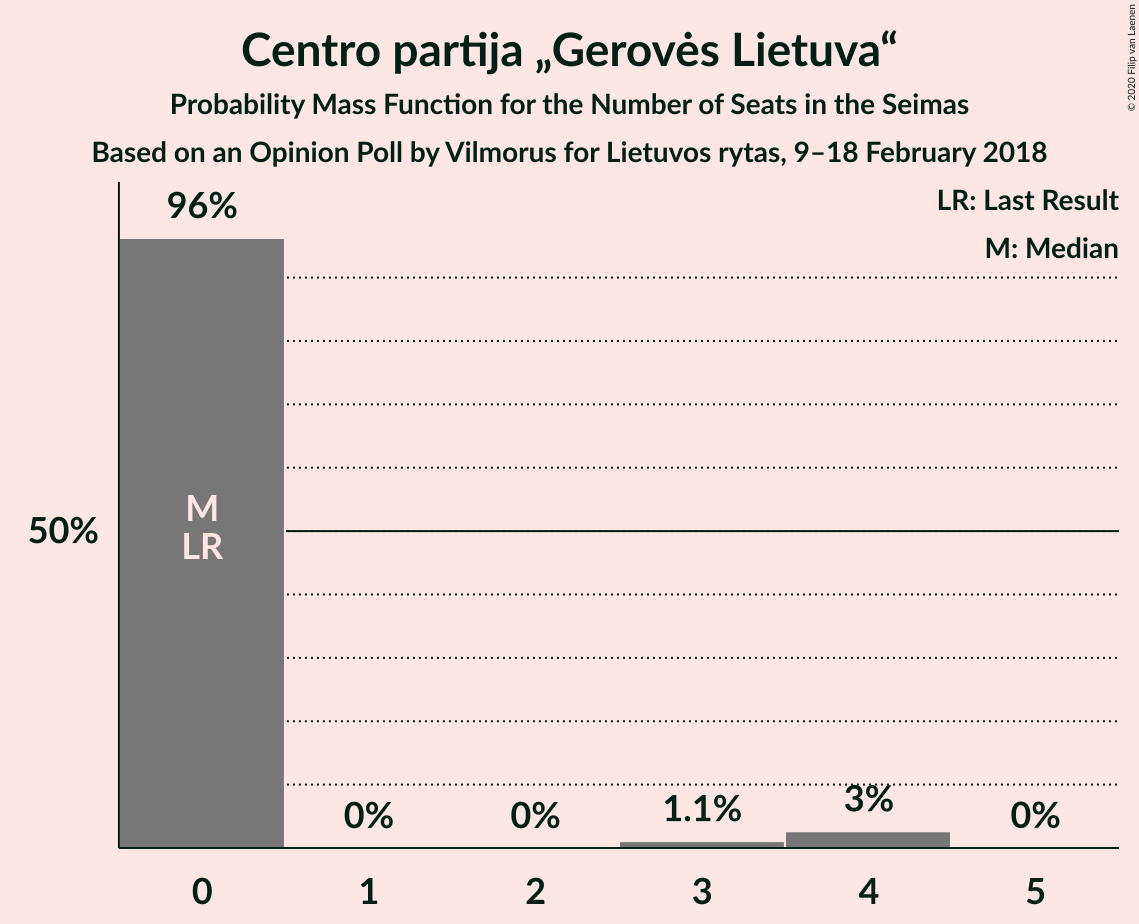 Centro partija „Gerovės Lietuva“
Probability Mass Function for the Number of Seats in the Seimas
Based on an Opinion Poll by Vilmorus for Lietuvos rytas, 9–18 February 2018
© 2020 Filip van Laenen
LR: Last Result
M: Median
96%
50%
M
LR
0%
0%
1.1%
3%
0%
0
1
2
3
4
5